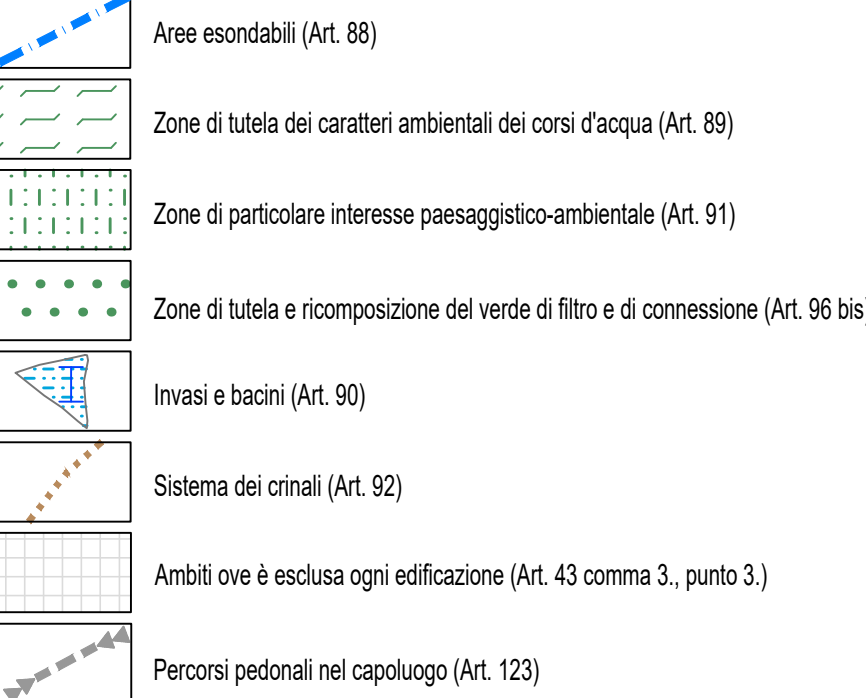 Aree esondabili (Art. 88)
Zone di tutela dei caratteri ambientali dei corsi d'acqua (Art. 89)
Zone di particolare interesse paesaggistico-ambientale (Art. 91)
Zone di tutela e ricomposizione del verde di filtro e di connessione (Art. 96 bis)
I
Invasi e bacini (Art. 90)
Sistema dei crinali (Art. 92)
Ambiti ove è esclusa ogni edificazione (Art. 43 comma 3., punto 3.)
Percorsi pedonali nel capoluogo (Art. 123)